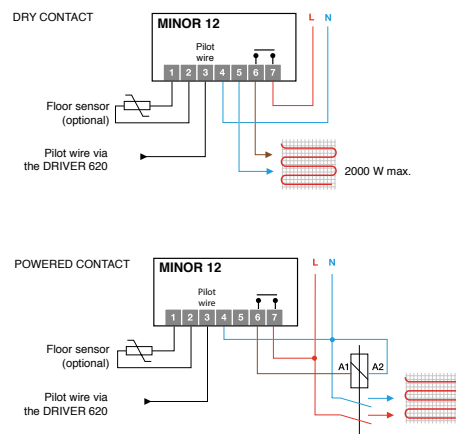 DRY CONTACT
MINOR 12
L N
Pilot
wire
1 2 3 4 5 6 7
Floor sensor
(optional)
Pilot wire via
the DRIVER 620
2000 W max.
POWERED CONTACT
MINOR 12
L N
Pilot
wire
1 2 3 4 5 6 7
Floor sensor
(optional)
A1 A2
Pilot wire via
the DRIVER 620